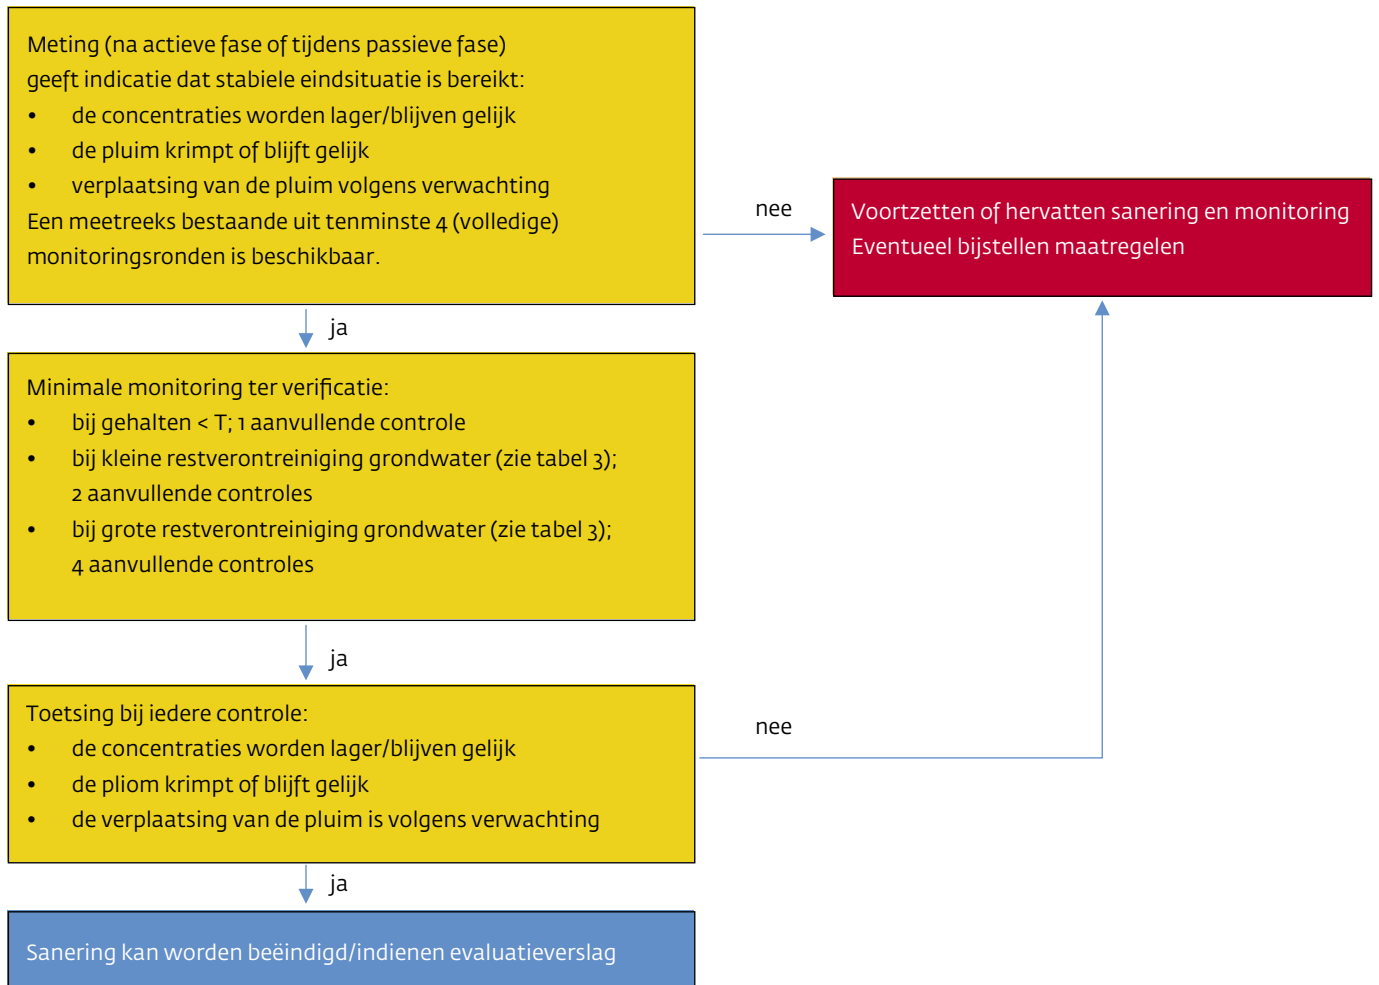 Meting (na actieve fase of tijdens passieve fase)
geeft indicatie dat stabiele eindsituatie is bereikt:
• de concentraties worden lager/blijven gelijk
• de pluim krimpt of blijft gelijk
• verplaatsing van de pluim volgens verwachting
Een meetreeks bestaande uit tenminste 4 (volledige)
monitoringsronden is beschikbaar.
nee
Voortzetten of hervatten sanering en monitoring
Eventueel bijstellen maatregelen
ja
Minimale monitoring ter verificatie:
• bij gehalten < T; 1 aanvullende controle
• bij kleine restverontreiniging grondwater (zie tabel 3);
2 aanvullende controles
• bij grote restverontreiniging grondwater (zie tabel 3);
4 aanvullende controles
ja
Toetsing bij iedere controle:
• de concentraties worden lager/blijven gelijk
• de pliom krimpt of blijft gelijk
• de verplaatsing van de pluim is volgens verwachting
nee
ja
Sanering kan worden beëindigd/indienen evaluatieverslag